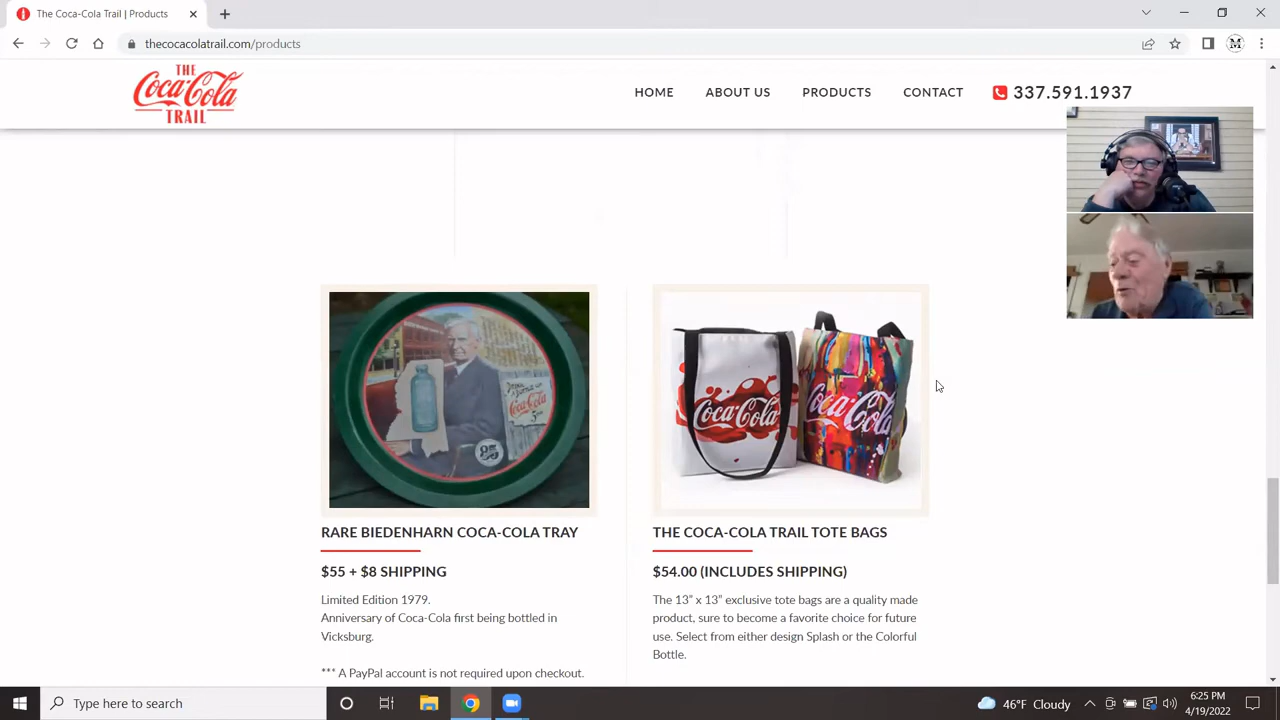 The Coca-Cola Trail | Products
thecocacolatrail.com/products
M
THE
Coca-Cola
TRAIL
HOME
ABOUT US
PRODUCTS
CONTACT
337.591.1937
Coca-Cola
5¢
85
Coca-Cola
Coca-Cola
RARE BIEDENHARN COCA-COLA TRAY
$55 + $8 SHIPPING
Limited Edition 1979.
Anniversary of Coca-Cola first being bottled in
Vicksburg.
*** A PayPal account is not required upon checkout.
THE COCA-COLA TRAIL TOTE BAGS
$54.00 (INCLUDES SHIPPING)
The 13” x 13” exclusive tote bags are a quality made
product, sure to become a favorite choice for future
use. Select from either design Splash or the Colorful
Bottle.
Type here to search
46°F Cloudy
6:25 PM
4/19/2022